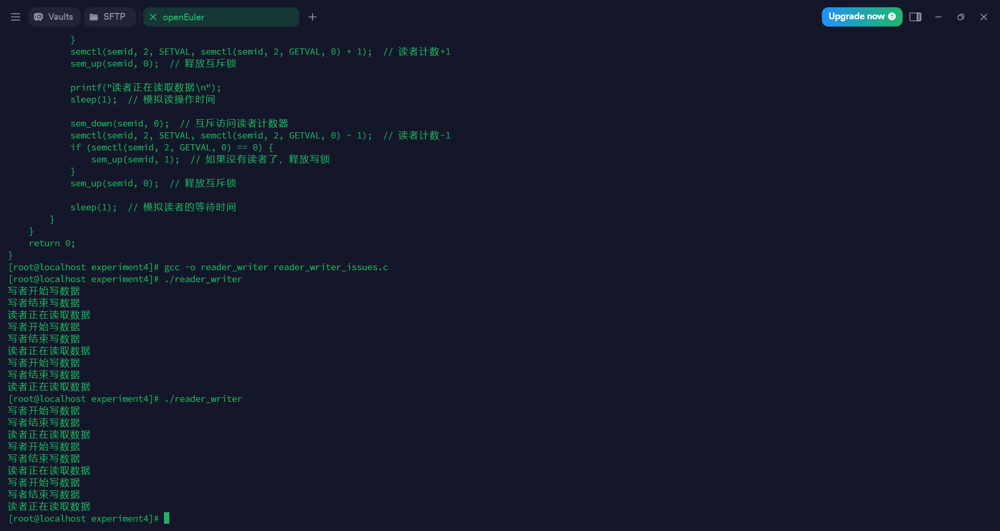 Vaults SFTP openEuler Upgrade now
}
semctl(semid, 2, SETVAL, semctl(semid, 2, GETVAL, 0) + 1);  // 读者计数+1
sem_up(semid, 0);  // 释放互斥锁
printf("读者正在读取数据\n");
sleep(1);  // 模拟读操作时间
sem_down(semid, 0);  // 互斥访问读者计数器
semctl(semid, 2, SETVAL, semctl(semid, 2, GETVAL, 0) - 1);  // 读者计数-1
if (semctl(semid, 2, GETVAL, 0) == 0) {
sem_up(semid, 1);  // 如果没有读者了, 释放写锁
}
sem_up(semid, 0);  // 释放互斥锁
sleep(1);  // 模拟读者的等待时间
}
}
return 0;
}
[root@localhost experiment4]# gcc -o reader_writer reader_writer_issues.c
[root@localhost experiment4]# ./reader_writer
写者开始写数据
写者结束写数据
读者正在读取数据
写者开始写数据
写者结束写数据
读者正在读取数据
写者开始写数据
写者结束写数据
读者正在读取数据
[root@localhost experiment4]# ./reader_writer
写者开始写数据
写者结束写数据
读者正在读取数据
写者开始写数据
写者结束写数据
读者正在读取数据
写者开始写数据
写者结束写数据
读者正在读取数据
[root@localhost experiment4]#